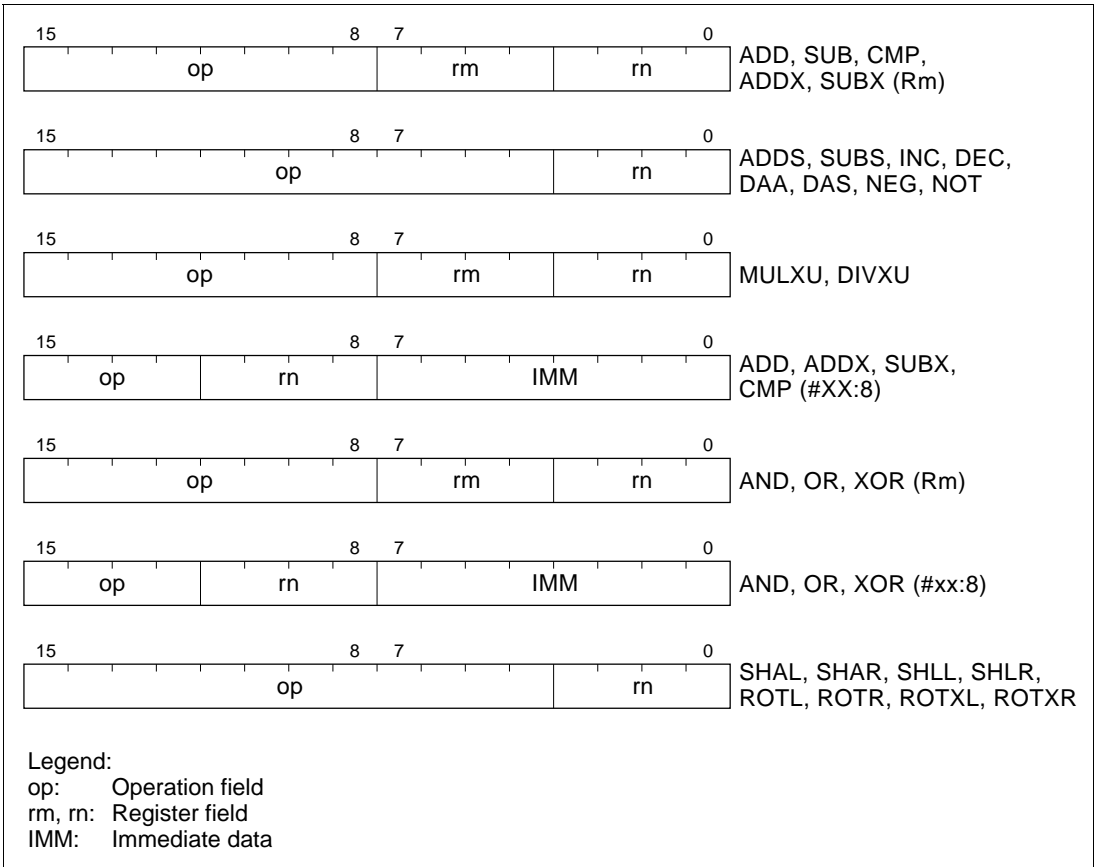 15 8 7 0
op rm rn
ADD, SUB, CMP,
ADDX, SUBX (Rm)
15 8 7 0
op rn
ADDS, SUBS, INC, DEC,
DAA, DAS, NEG, NOT
15 8 7 0
op rm rn
MULXU, DIVXU
15 8 7 0
op rn IMM
ADD, ADDX, SUBX,
CMP (#XX:8)
15 8 7 0
op rm rn
AND, OR, XOR (Rm)
15 8 7 0
op rn IMM
AND, OR, XOR (#xx:8)
15 8 7 0
op rn
SHAL, SHAR, SHLL, SHLR,
ROTL, ROTR, ROTXL, ROTXR
Legend:
op: Operation field
rm, rn: Register field
IMM: Immediate data